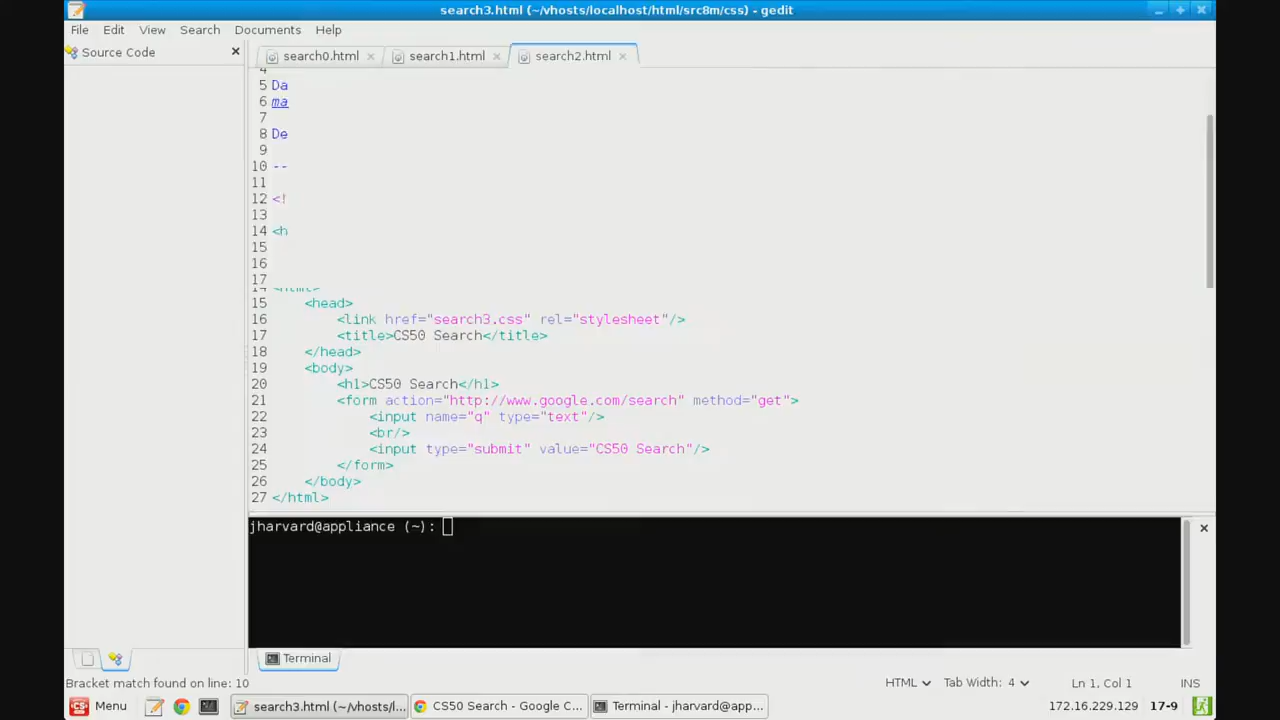 search3.html (~/vhosts/localhost/html/src8m/css) - gedit
File Edit View Search Documents Help
Source Code
search0.html search1.html search2.html
4
5 Da
6 ma
7
8 De
9
10 --
11
12 <!
13
14 <h
15
16
17
14 <html>
15 <head>
16 <link href="search3.css" rel="stylesheet"/>
17 <title>CS50 Search</title>
18 </head>
19 <body>
20 <h1>CS50 Search</h1>
21 <form action="http://www.google.com/search" method="get">
22 <input name="q" type="text"/>
23 <br/>
24 <input type="submit" value="CS50 Search"/>
25 </form>
26 </body>
27 </html>
jharvard@appliance (~):
Terminal
Bracket match found on line: 10 HTML Tab Width: 4 Ln 1, Col 1 INS
Menu search3.html (~/vhosts/l... CS50 Search - Google C... Terminal - jharvard@app... 172.16.229.129 17-9